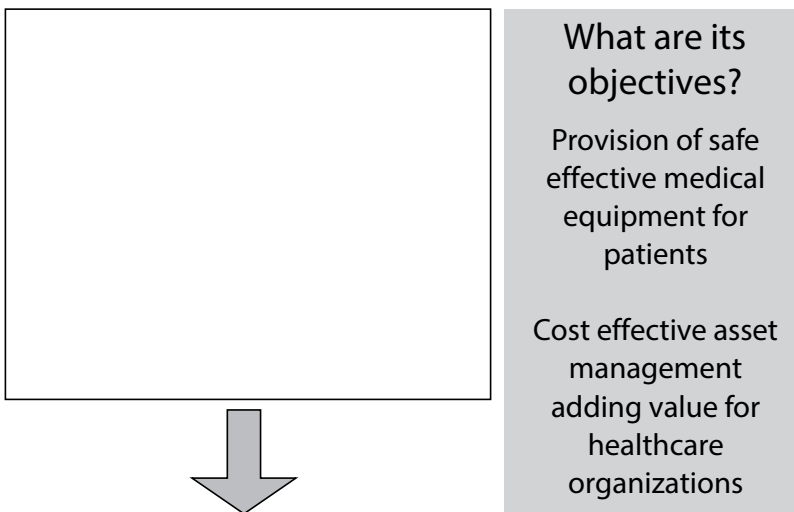 What are its
objectives?
Provision of safe
effective medical
equipment for
patients
Cost effective asset
management
adding value for
healthcare
organizations